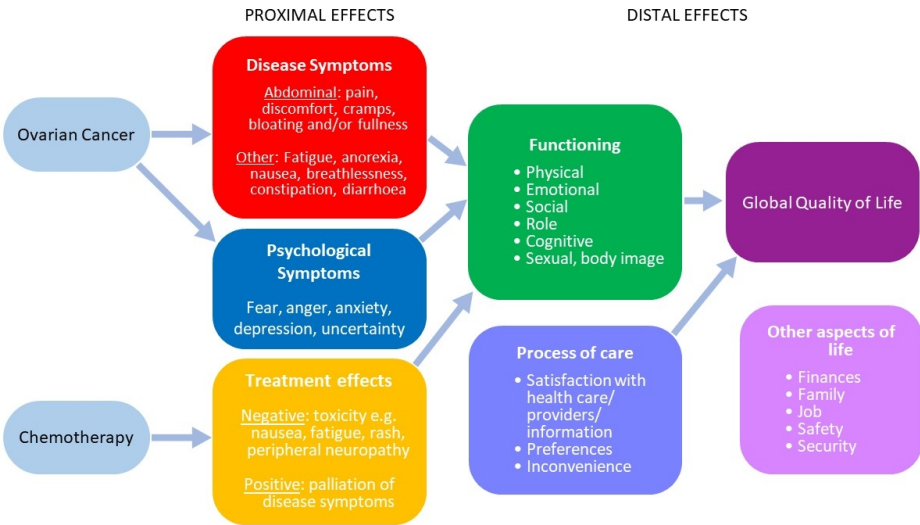 PROXIMAL EFFECTS
DISTAL EFFECTS
Ovarian Cancer
Chemotherapy
Disease Symptoms
Abdominal: pain,
discomfort, cramps,
bloating and/or fullness
Other: Fatigue, anorexia,
nausea, breathlessness,
constipation, diarrhoea
Psychological
Symptoms
Fear, anger, anxiety,
depression, uncertainty
Treatment effects
Negative: toxicity e.g.
nausea, fatigue, rash,
peripheral neuropathy
Positive: palliation of
disease symptoms
Functioning
• Physical
• Emotional
• Social
• Role
• Cognitive
• Sexual, body image
Process of care
• Satisfaction with
health care/
providers/
information
• Preferences
• Inconvenience
Global Quality of Life
Other aspects of
life
• Finances
• Family
• Job
• Safety
• Security